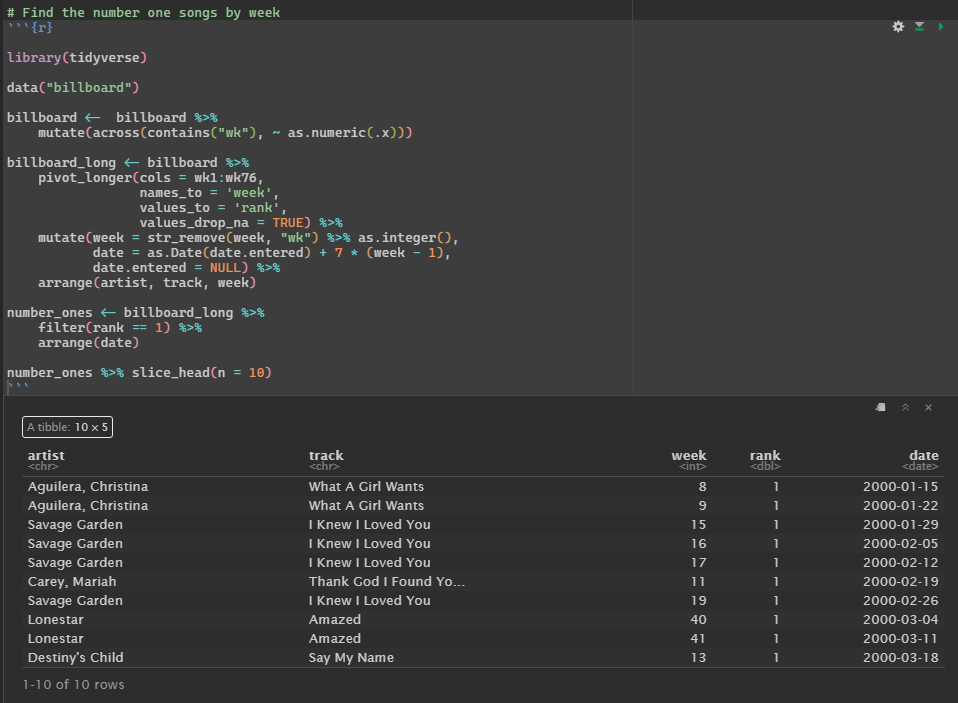 # Find the number one songs by week
```{r}
library(tidyverse)
data("billboard")
billboard <- billboard %>%
    mutate(across(contains("wk"), ~ as.numeric(.x)))
billboard_long <- billboard %>%
    pivot_longer(cols = wk1:wk76,
                 names_to = 'week',
                 values_to = 'rank',
                 values_drop_na = TRUE) %>%
    mutate(week = str_remove(week, "wk") %>% as.integer(),
           date = as.Date(date.entered) + 7 * (week - 1),
           date.entered = NULL) %>%
    arrange(artist, track, week)
number_ones <- billboard_long %>%
    filter(rank == 1) %>%
    arrange(date)
number_ones %>% slice_head(n = 10)
```
A tibble: 10 × 5
artist track week rank date
<chr> <chr> <int> <dbl> <date>
Aguilera, Christina What A Girl Wants 8 1 2000-01-15
Aguilera, Christina What A Girl Wants 9 1 2000-01-22
Savage Garden I Knew I Loved You 15 1 2000-01-29
Savage Garden I Knew I Loved You 16 1 2000-02-05
Savage Garden I Knew I Loved You 17 1 2000-02-12
Carey, Mariah Thank God I Found Yo... 11 1 2000-02-19
Savage Garden I Knew I Loved You 19 1 2000-02-26
Lonestar Amazed 40 1 2000-03-04
Lonestar Amazed 41 1 2000-03-11
Destiny's Child Say My Name 13 1 2000-03-18
1-10 of 10 rows